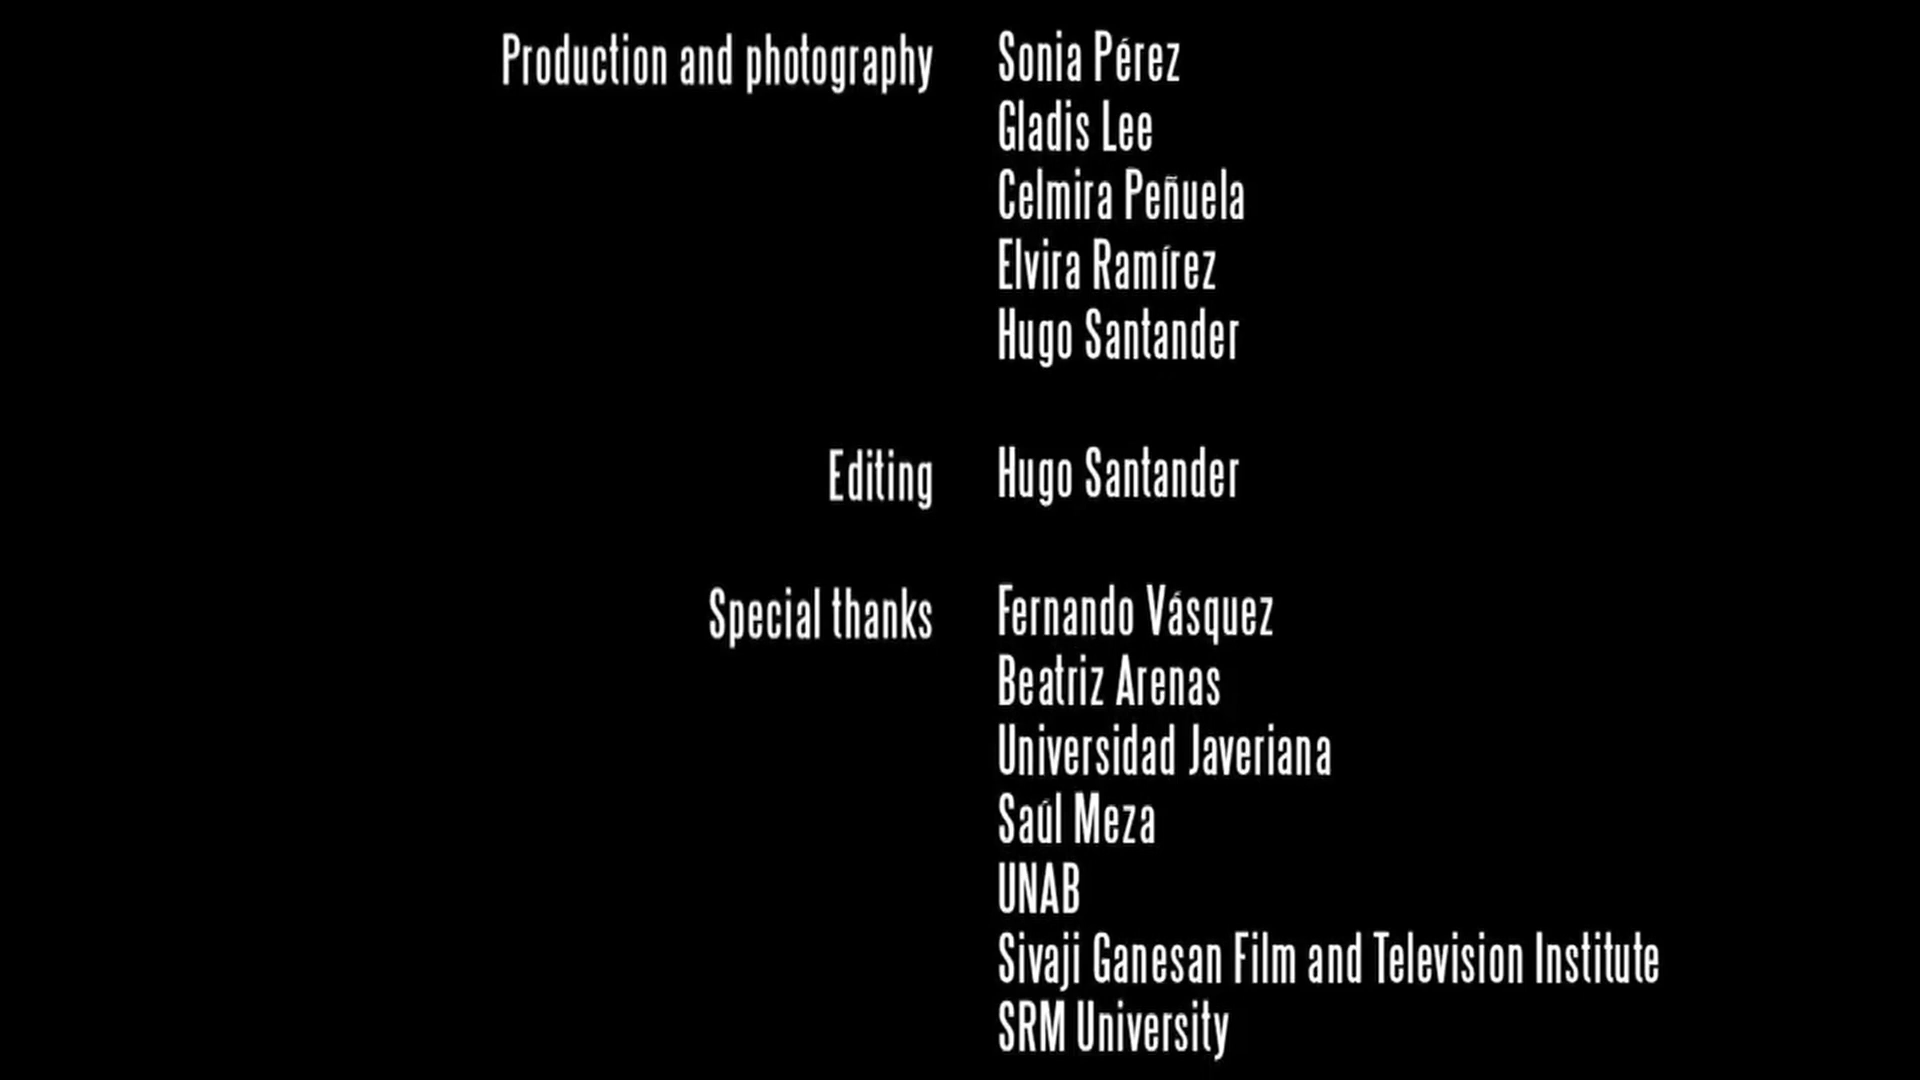 Production and photography Sonia Pérez
Gladis Lee
Celmira Peñuela
Elvira Ramírez
Hugo Santander
Editing Hugo Santander
Special thanks Fernando Vásquez
Beatriz Arenas
Universidad Javeriana
Saúl Meza
UNAB
Sivaji Ganesan Film and Television Institute
SRM University